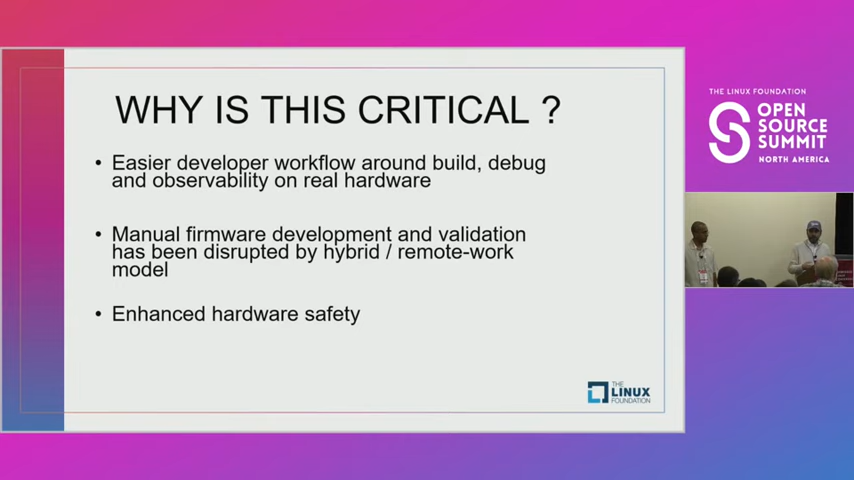 WHY IS THIS CRITICAL ?
• Easier developer workflow around build, debug
and observability on real hardware
• Manual firmware development and validation
has been disrupted by hybrid / remote-work
model
• Enhanced hardware safety
THE
LINUX
FOUNDATION
THE LINUX FOUNDATION
OPEN
SOURCE
SUMMIT
NORTH AMERICA